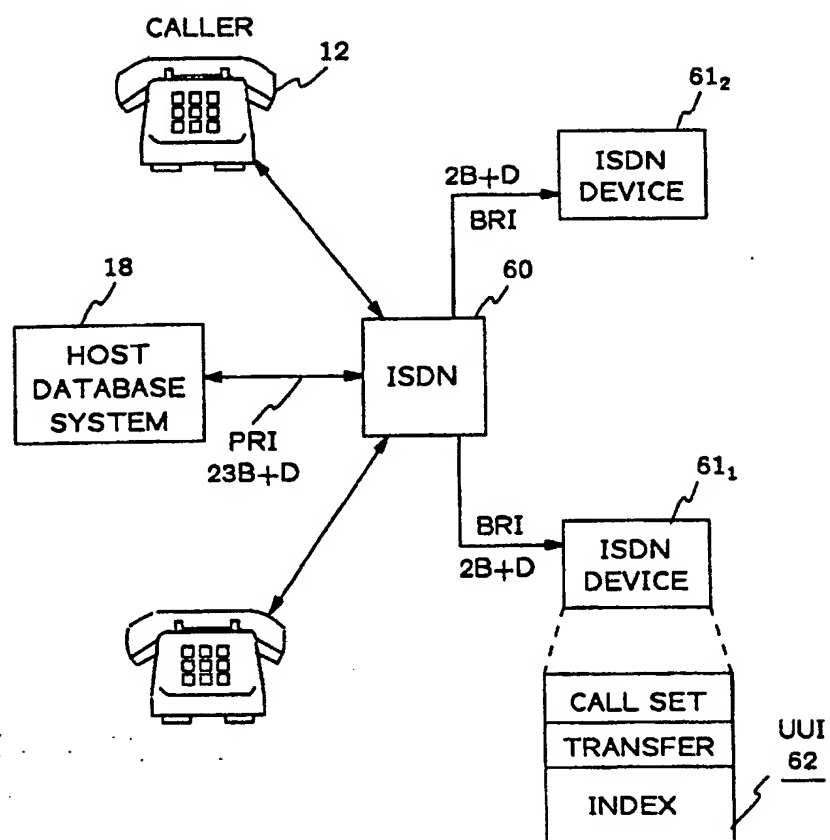 CALLER
12
61₂
ISDN
DEVICE
2B+D
BRI
18
60
HOST
DATABASE
SYSTEM
ISDN
PRI
23B+D
61₁
BRI
2B+D
ISDN
DEVICE
CALL SET
TRANSFER
INDEX
UUI
62